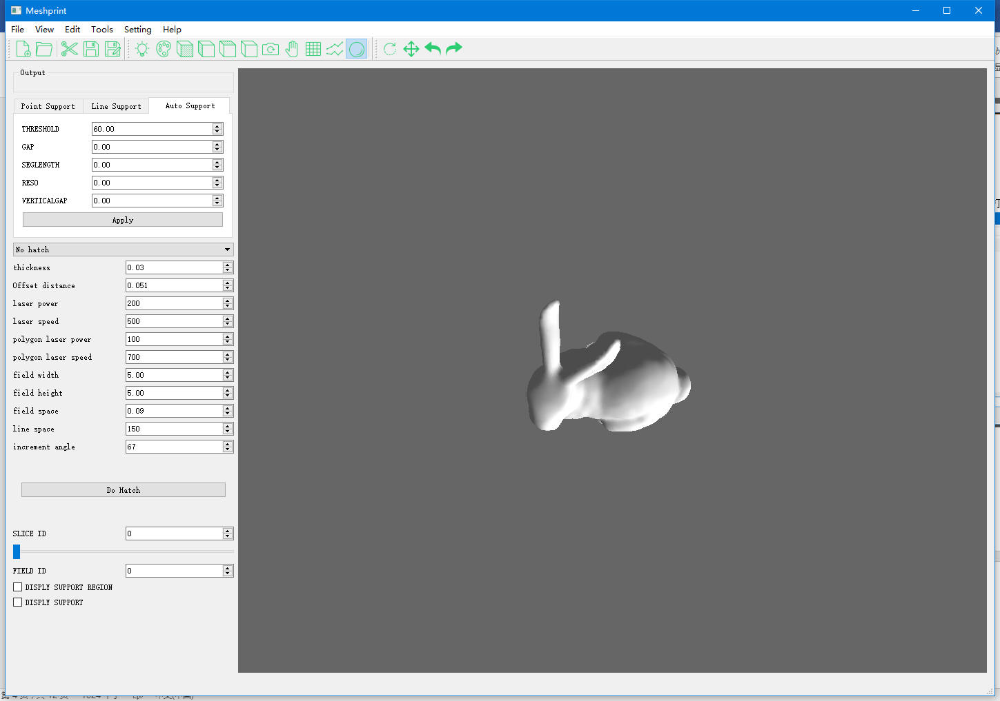 Meshprint
File View Edit Tools Setting Help
Output
Point Support Line Support Auto Support
THRESHOLD 60.00
GAP 0.00
SEGLENGTH 0.00
RESO 0.00
VERTICALGAP 0.00
Apply
No hatch
thickness 0.03
Offset distance 0.051
laser power 200
laser speed 500
polygon laser power 100
polygon laser speed 700
field width 5.00
field height 5.00
field space 0.09
line space 150
increment angle 67
Do Hatch
SLICE ID 0
FIELD ID 0
DISPLY SUPPORT REGION
DISPLY SUPPORT